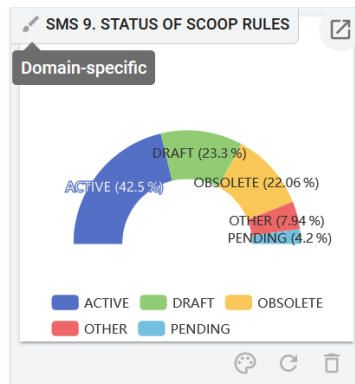 SMS 9. STATUS OF SCOOP RULES
Domain-specific
DRAFT (23.3 %)
ACTIVE (42.5 %)
OBSOLETE (22.06 %)
OTHER (7.94 %)
PENDING (4.2 %)
ACTIVE DRAFT OBSOLETE
OTHER PENDING